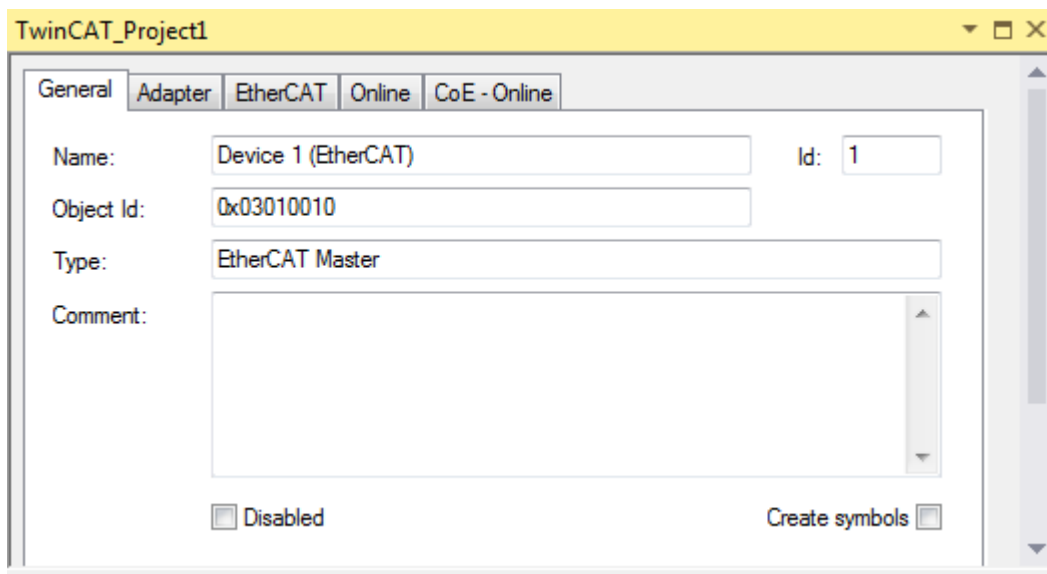 TwinCAT_Project1
General Adapter EtherCAT Online CoE - Online
Name: Device 1 (EtherCAT) Id: 1
Object Id: 0x03010010
Type: EtherCAT Master
Comment:
Disabled Create symbols